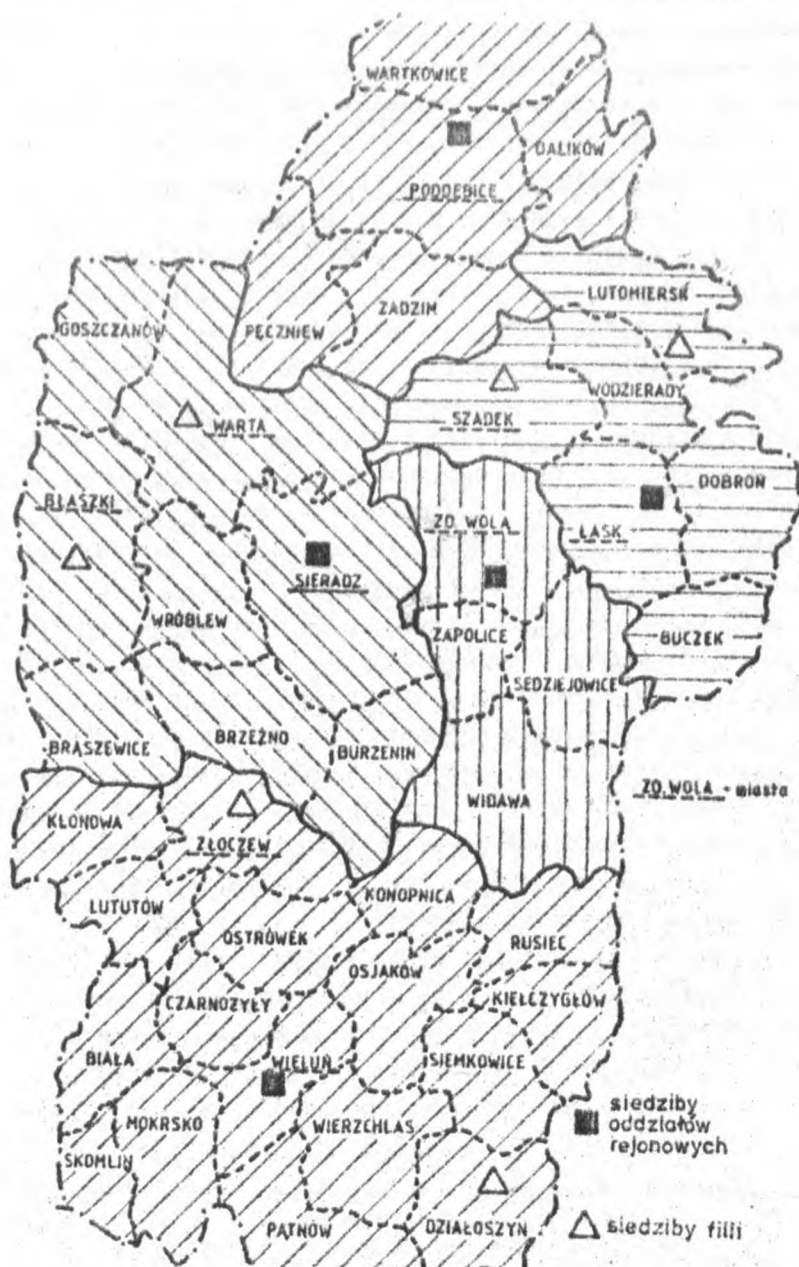 WARTKOWICE
DALIKÓW
PODDĘBICE
LUTOMIERSK
GOSZCZANÓW
PĘCZNIEW
ZADZIM
WODZIERADY
WARTA
SZADEK
DOBROŃ
BŁASZKI
ZD. WOLA
ŁASK
SIERADZ
WRÓBLEW
ZAPOLICE
BUCZEK
SĘDZIEJOWICE
BRĄSZEWICE
BRZEŹNO
BURZENIN
ZD. WOLA - miasta
WIDAWA
KLONOWA
ZŁOCZEW
KONOPNICA
LUTUTÓW
OSTRÓWEK
RUSIEC
OSJAKÓW
CZARNOŻYŁY
KIEŁCZYGŁÓW
BIAŁA
WIELUŃ
SIEMKOWICE
MOKRSKO
WIERZCHLAS
siedziby
oddziałów
rejonowych
SKOMLIN
PĄTNÓW
DZIAŁOSZYN
siedziby filii